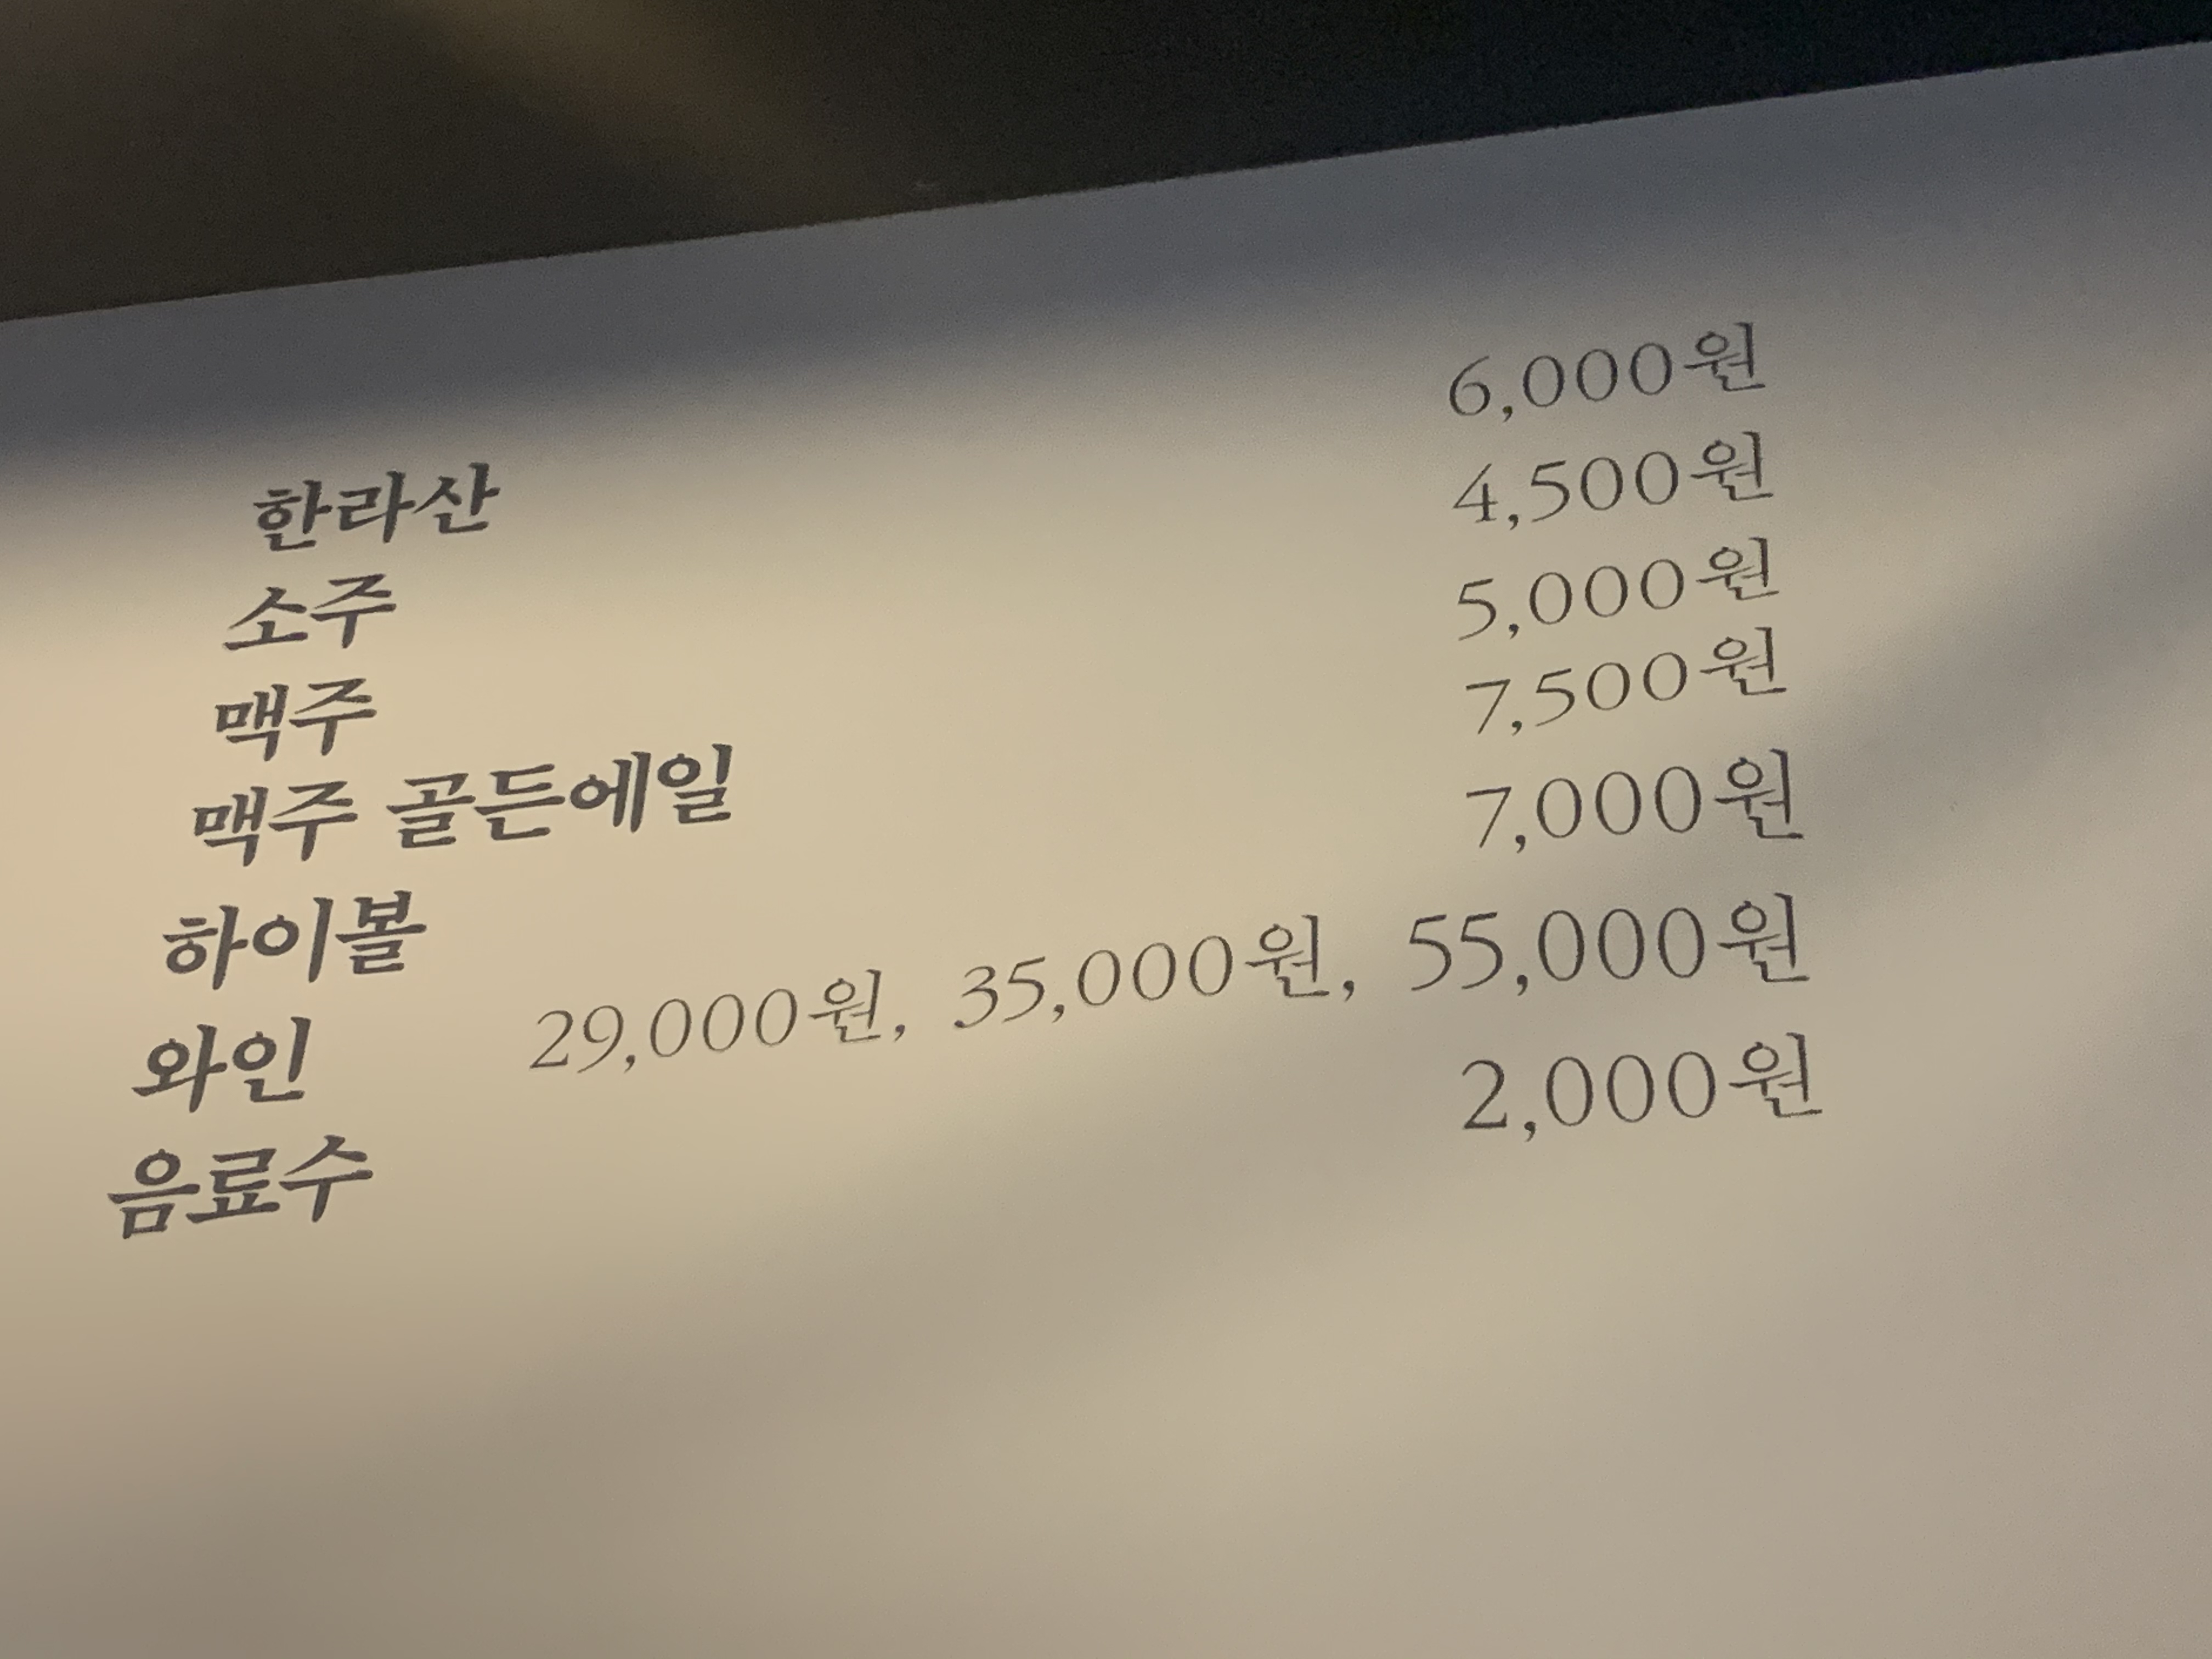 한라산 6,000원
소주 4,500원
맥주 5,000원
맥주 골든에일 7,500원
하이볼 7,000원
와인 29,000원, 35,000원, 55,000원
음료수 2,000원